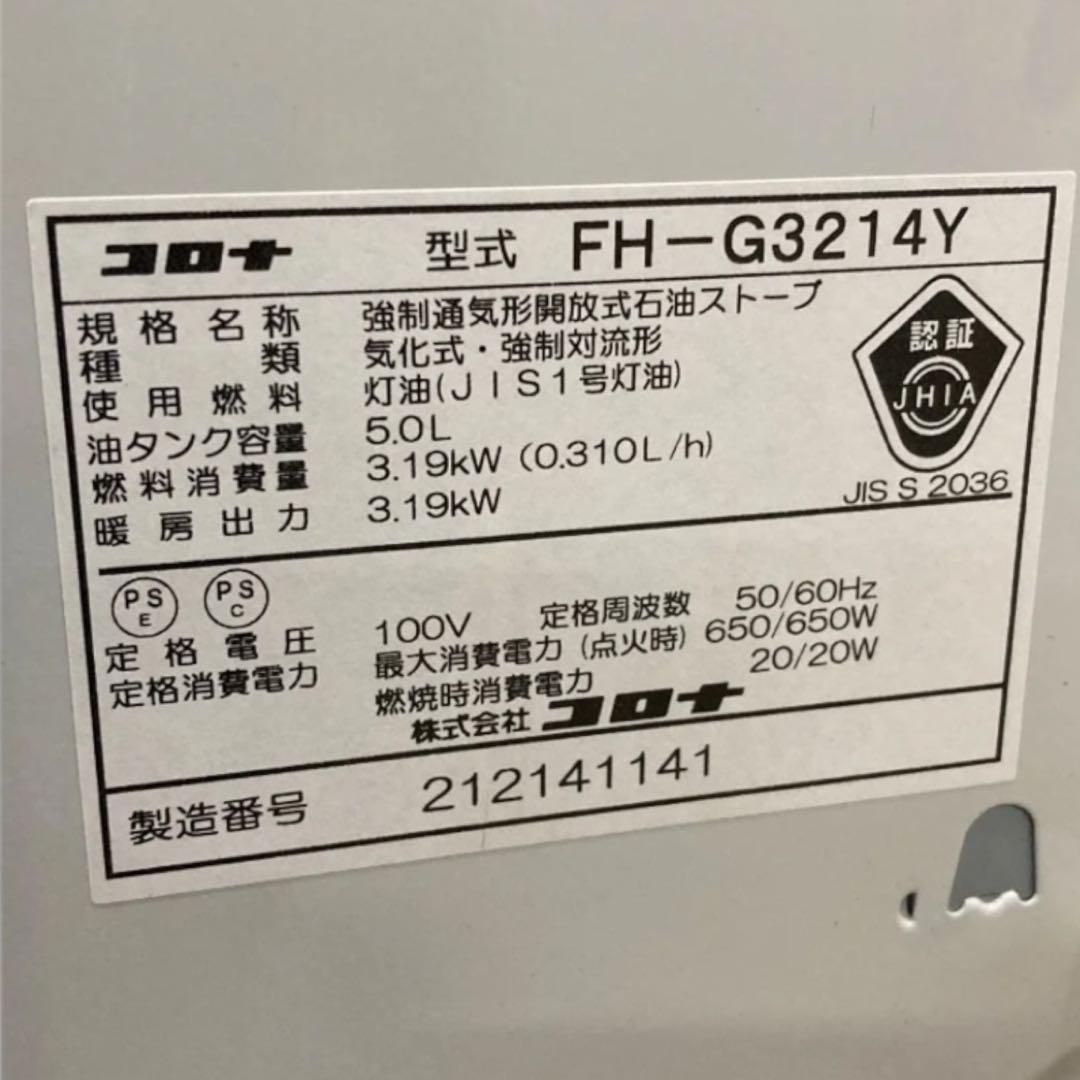 コロナ 型式 FH-G3214Y
規格名称 強制通気形開放式石油ストーブ
種類 気化式・強制対流形
使用燃料 灯油(JIS1号灯油)
油タンク容量 5.0L
燃料消費量 3.19kW (0.310L/h)
暖房出力 3.19kW
認証
JHIA
JIS S 2036
PS E PS C
定格電圧 100V 定格周波数 50/60Hz
定格消費電力 最大消費電力 (点火時) 650/650W
燃焼時消費電力 20/20W
株式会社 コロナ
製造番号 212141141